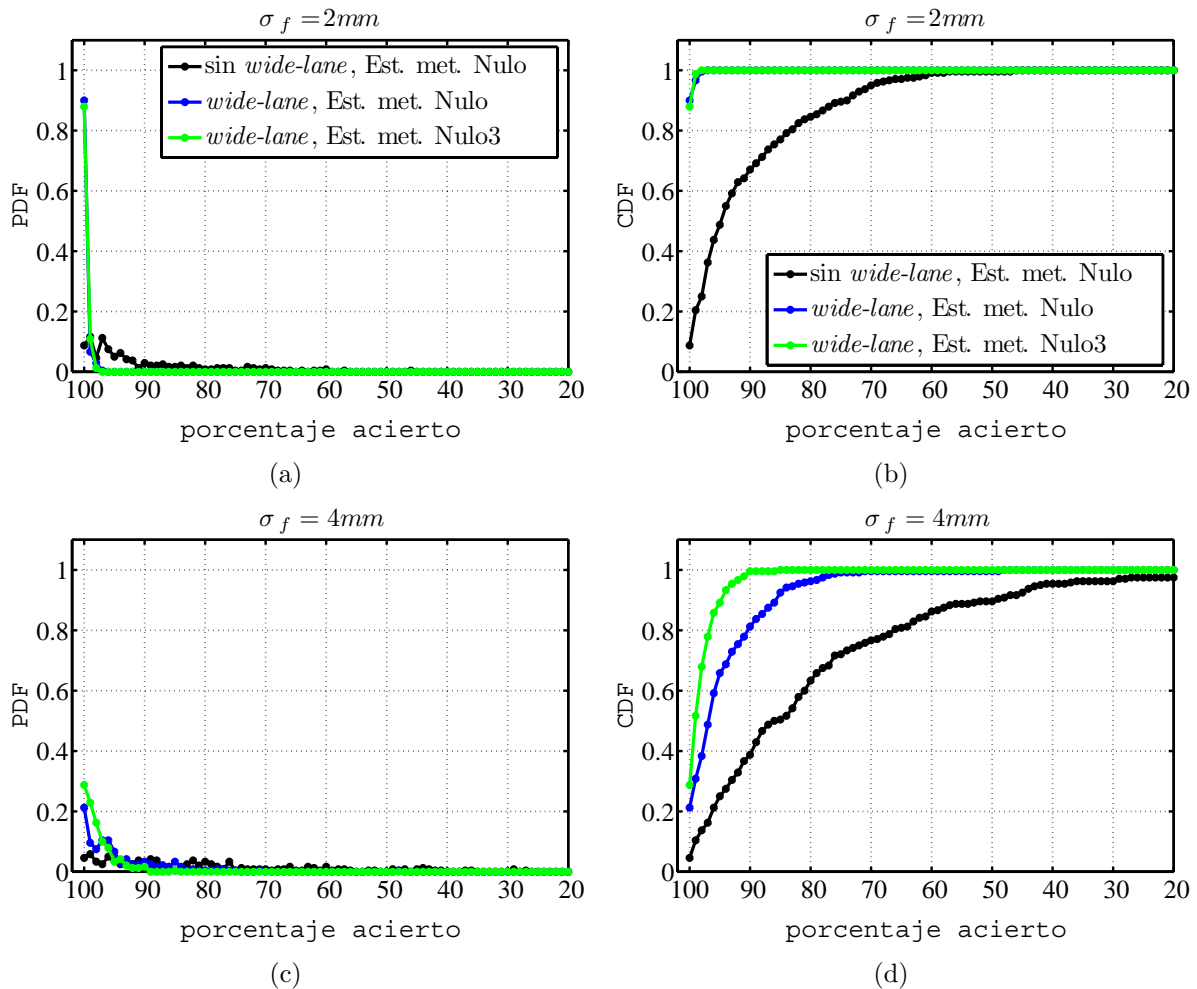 σ f =2mm
1
0.8
0.6
0.4
0.2
0
PDF
sin wide-lane, Est. met. Nulo
wide-lane, Est. met. Nulo
wide-lane, Est. met. Nulo3
100 90 80 70 60 50 40 30 20
porcentaje acierto
(a)
σ f =2mm
1
0.8
0.6
0.4
0.2
0
CDF
sin wide-lane, Est. met. Nulo
wide-lane, Est. met. Nulo
wide-lane, Est. met. Nulo3
100 90 80 70 60 50 40 30 20
porcentaje acierto
(b)
σ f = 4mm
1
0.8
0.6
0.4
0.2
0
PDF
100 90 80 70 60 50 40 30 20
porcentaje acierto
(c)
σ f = 4mm
1
0.8
0.6
0.4
0.2
0
CDF
100 90 80 70 60 50 40 30 20
porcentaje acierto
(d)